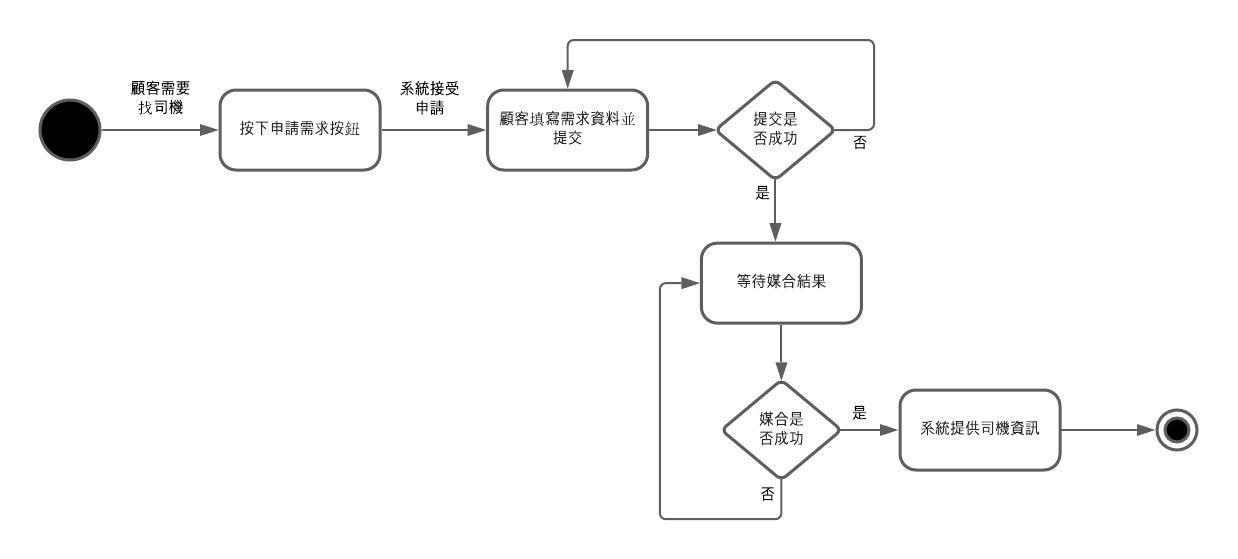 顧客需要
找司機
按下申請需求按鈕
系統接受
申請
顧客填寫需求資料並
提交
提交是
否成功
否
是
等待媒合結果
媒合是
否成功
是
否
系統提供司機資訊